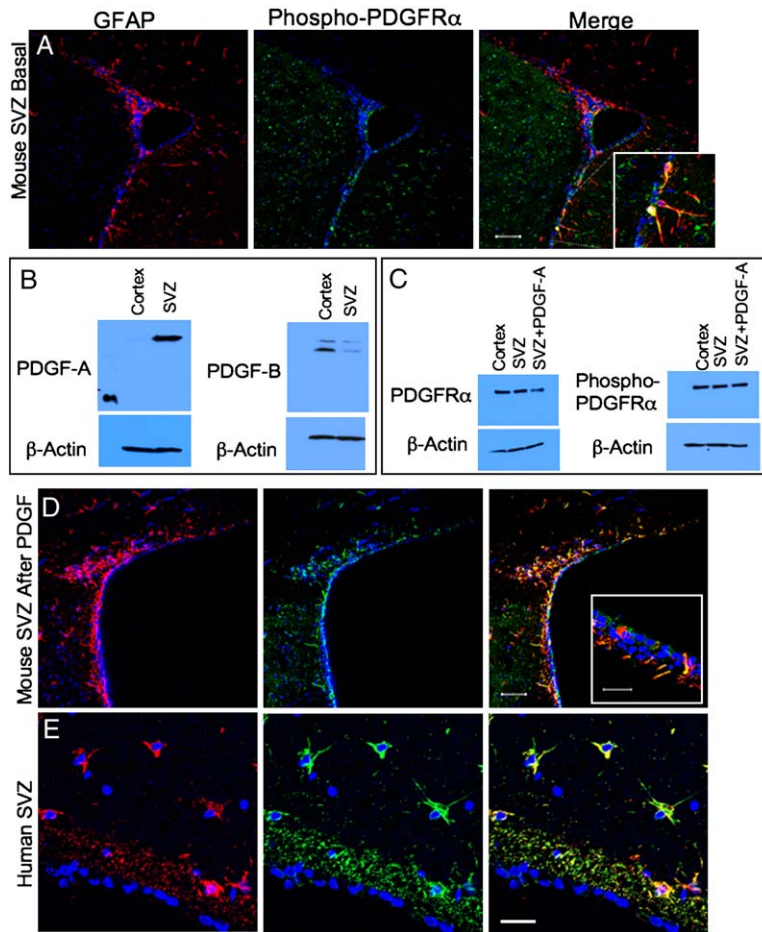 GFAP
Phospho-PDGFRα
Merge
A
Mouse SVZ Basal
B
Cortex
SVZ
PDGF-A
β-Actin
Cortex
SVZ
PDGF-B
β-Actin
C
Cortex
SVZ
SVZ+PDGF-A
PDGFRα
β-Actin
Cortex
SVZ
SVZ+PDGF-A
Phospho-
PDGFRα
β-Actin
D
Mouse SVZ After PDGF
E
Human SVZ